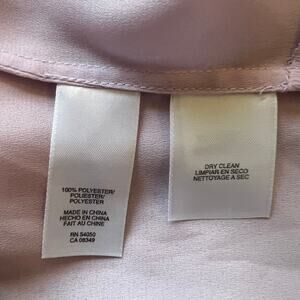 100% POLYESTER/
POLIESTER/
POLYESTER
MADE IN CHINA
HECHO EN CHINA
FAIT AU CHINE
RN 54050
CA 08349
DRY CLEAN
LIMPIAR EN SECO
NETTOYAGE A SEC